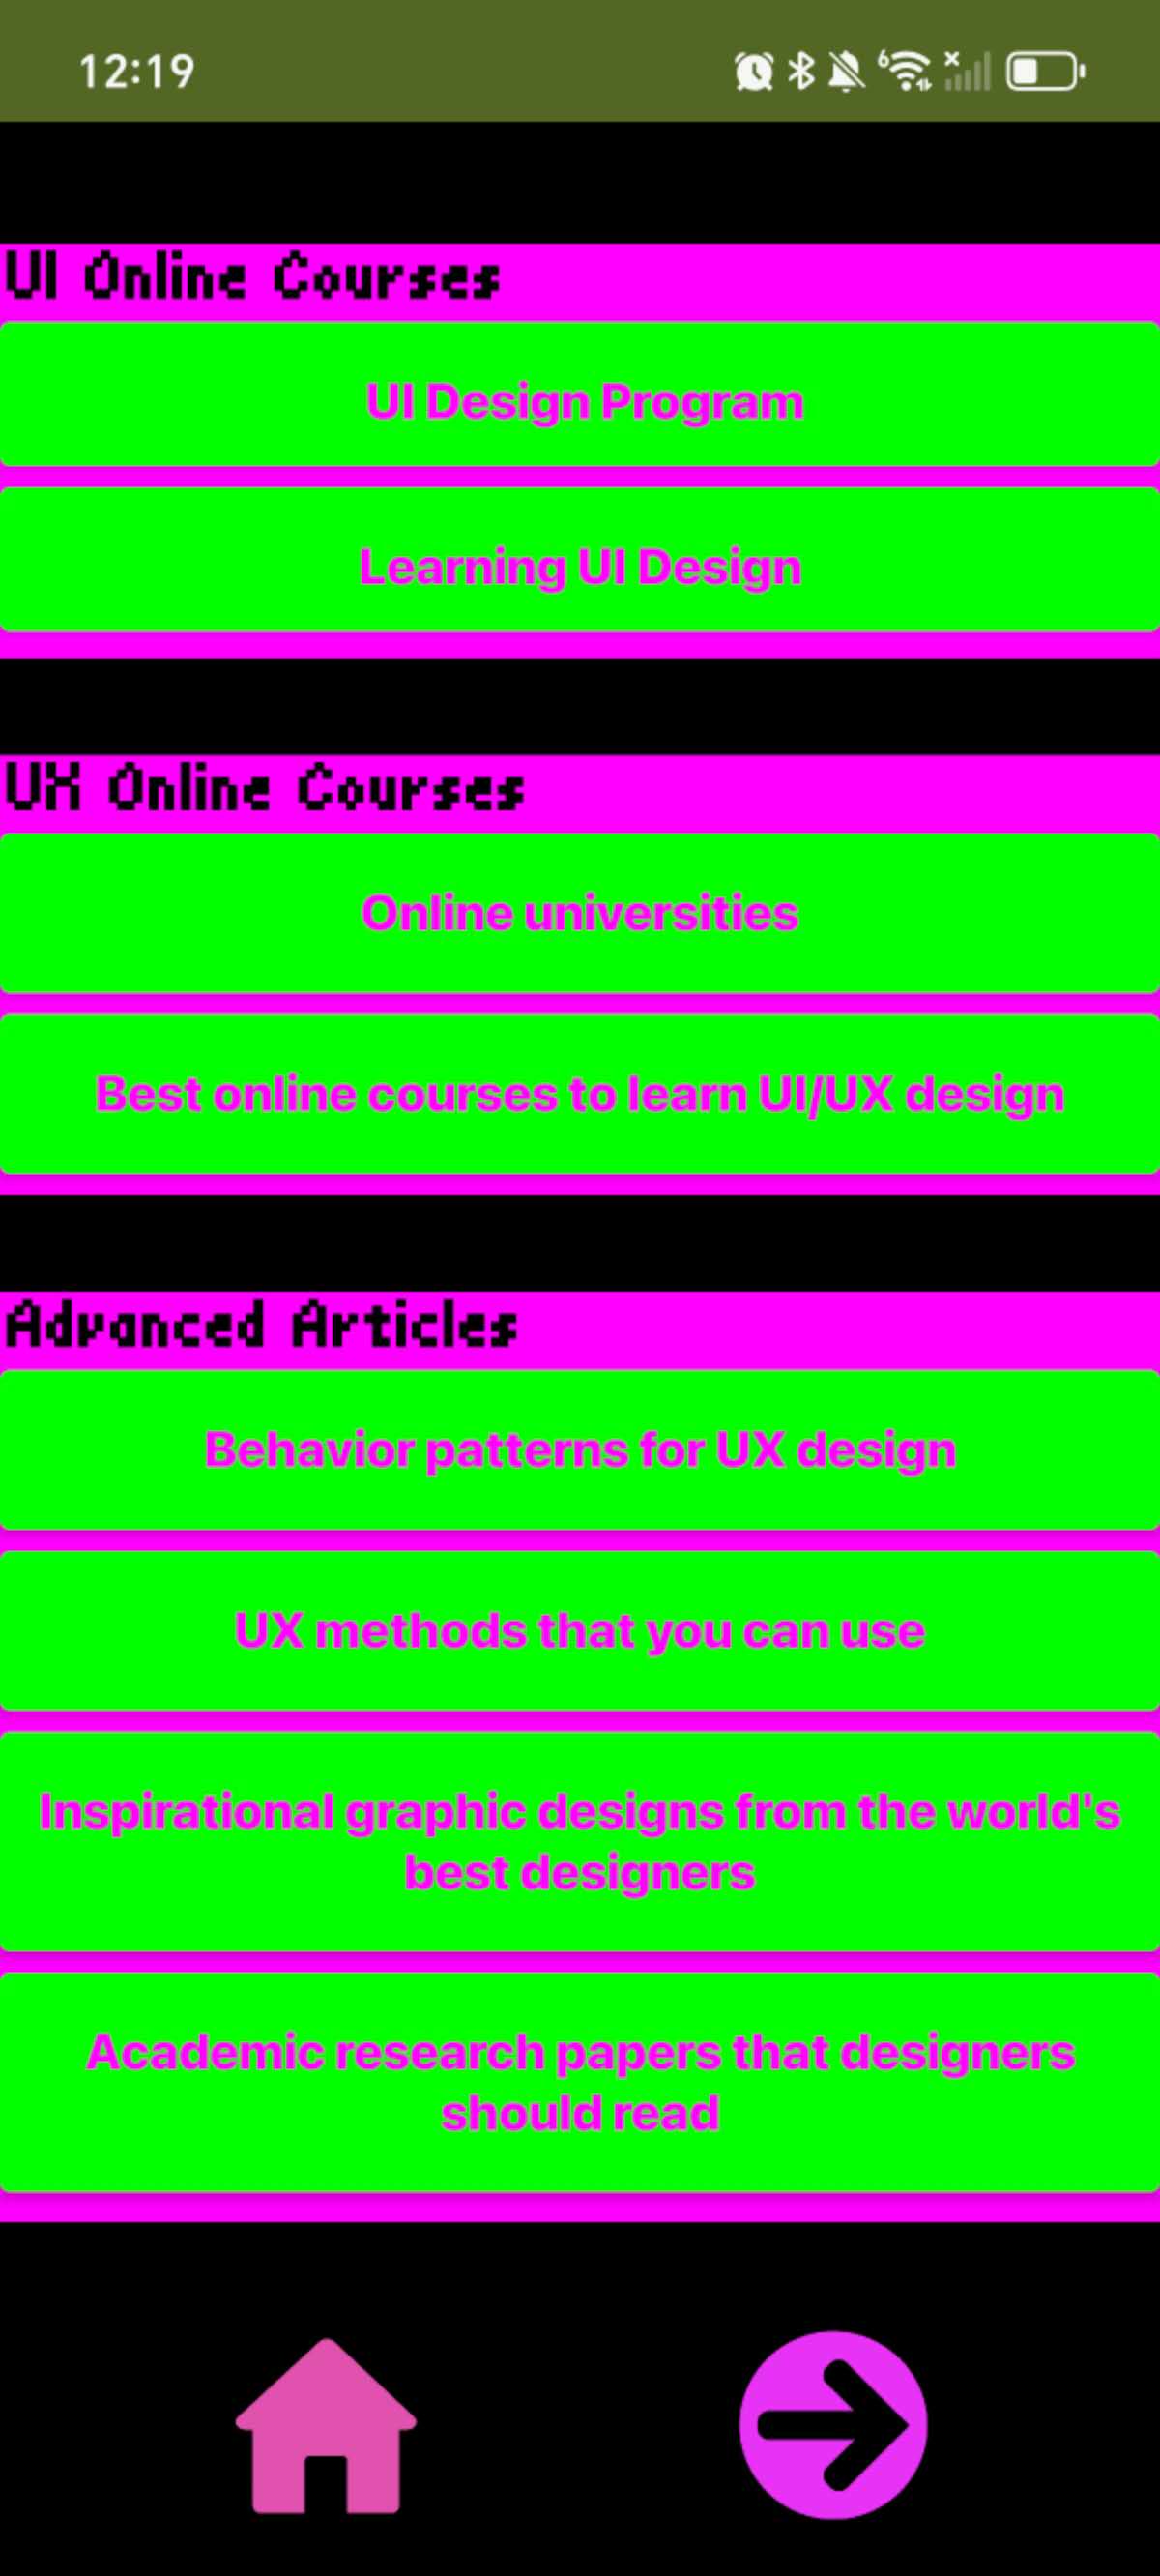 12:19
6
UI Online Courses
UI Design Program
Learning UI Design
UX Online Courses
Online universities
Best online courses to learn UI/UX design
Advanced Articles
Behavior patterns for UX design
UX methods that you can use
Inspirational graphic designs from the world's
best designers
Academic research papers that designers
should read